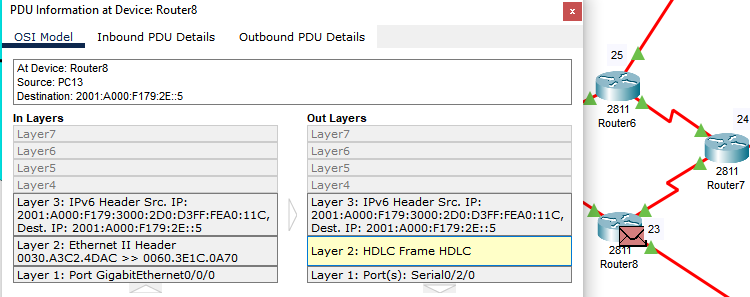 PDU Information at Device: Router8
x
OSI Model Inbound PDU Details Outbound PDU Details
At Device: Router8
Source: PC13
Destination: 2001:A000:F179:2E::5
In Layers
Layer7
Layer6
Layer5
Layer4
Layer 3: IPv6 Header Src. IP:
2001:A000:F179:3000:2D0:D3FF:FEA0:11C,
Dest. IP: 2001:A000:F179:2E::5
Layer 2: Ethernet II Header
0030.A3C2.4DAC >> 0060.3E1C.0A70
Layer 1: Port GigabitEthernet0/0/0
Out Layers
Layer7
Layer6
Layer5
Layer4
Layer 3: IPv6 Header Src. IP:
2001:A000:F179:3000:2D0:D3FF:FEA0:11C,
Dest. IP: 2001:A000:F179:2E::5
Layer 2: HDLC Frame HDLC
Layer 1: Port(s): Serial0/2/0
25
2811
Router6
24
2811
Router7
23
2811
Router8